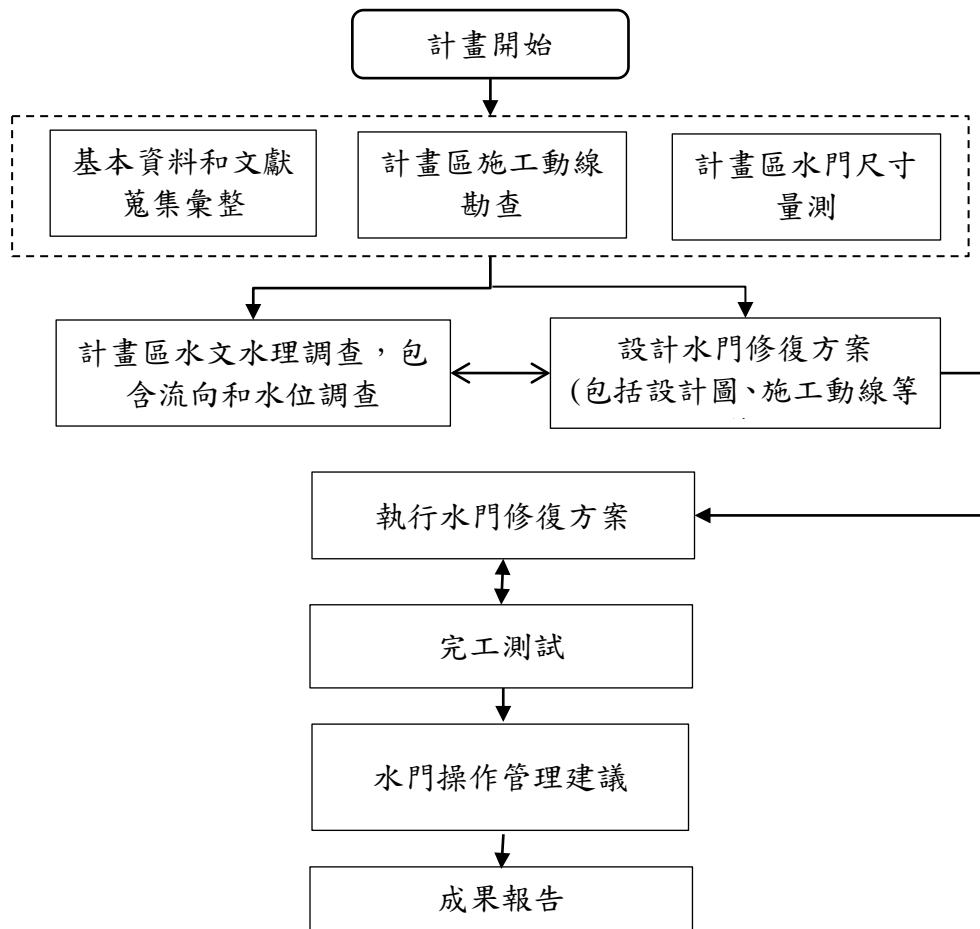 計畫開始
基本資料和文獻
蒐集彙整
計畫區施工動線
勘查
計畫區水門尺寸
量測
計畫區水文水理調查，包
含流向和水位調查
設計水門修復方案
(包括設計圖、施工動線等
執行水門修復方案
完工測試
水門操作管理建議
成果報告